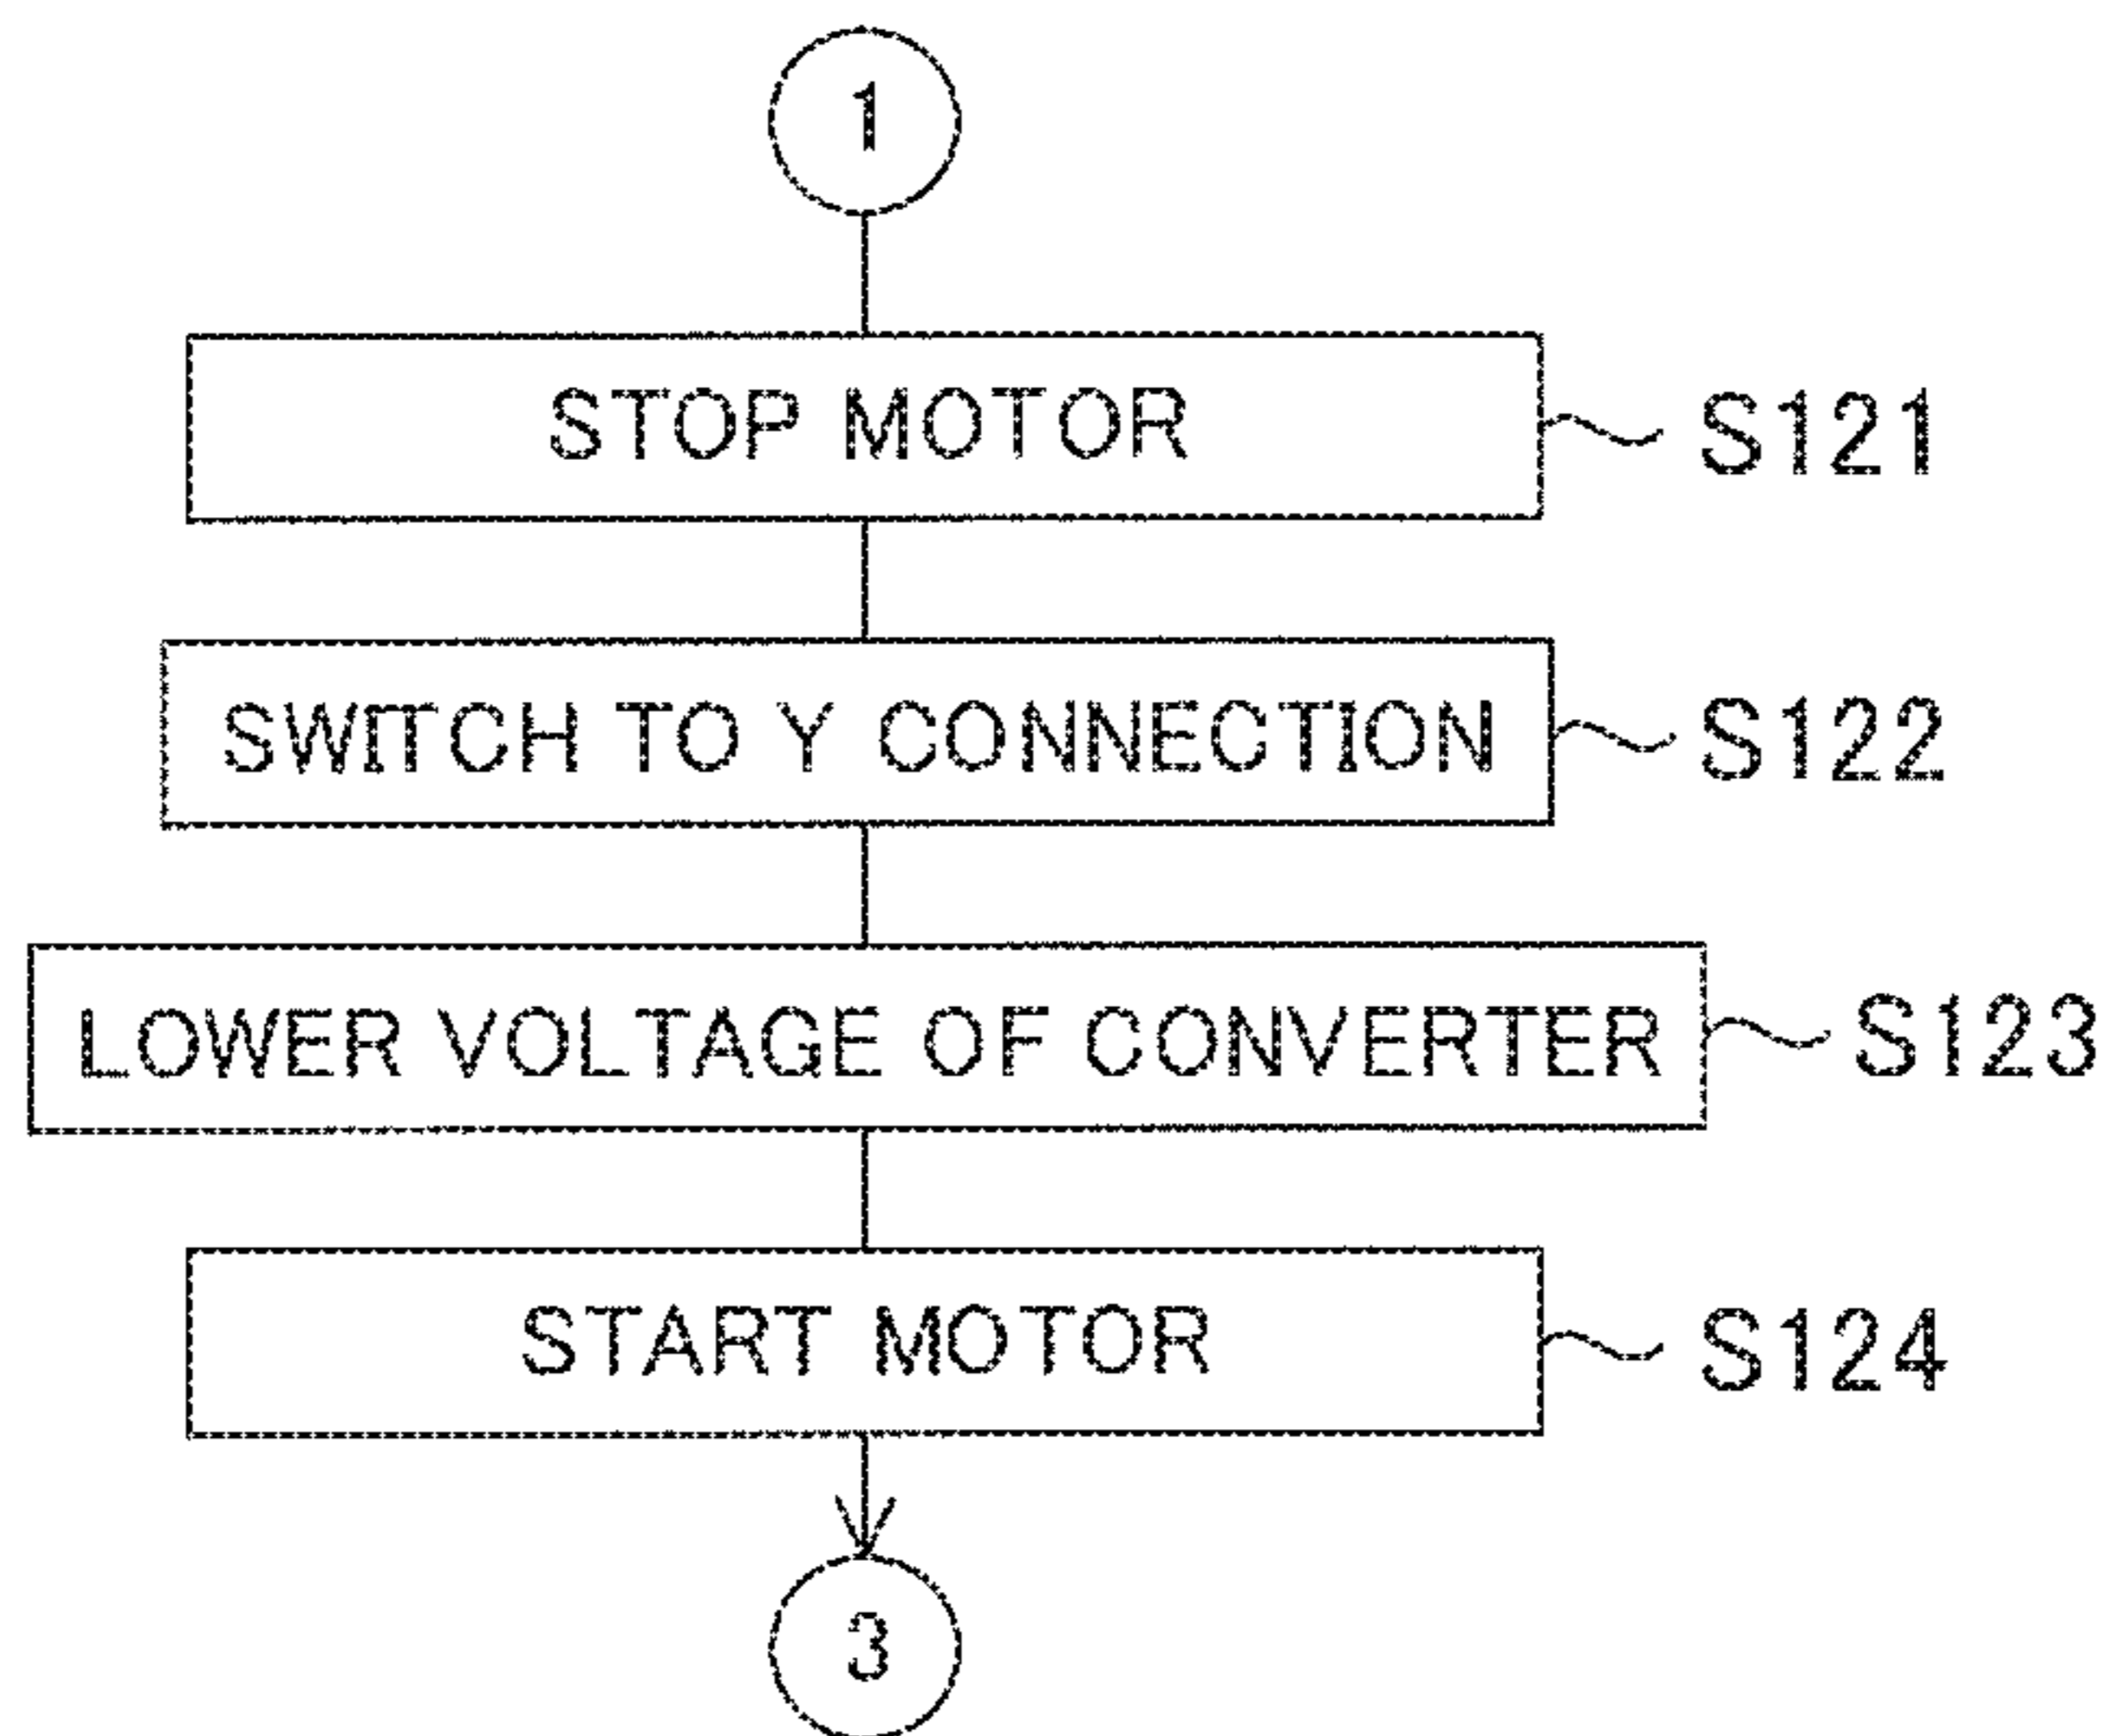 1
STOP MOTOR S121
SWITCH TO Y CONNECTION S122
LOWER VOLTAGE OF CONVERTER S123
START MOTOR S124
3